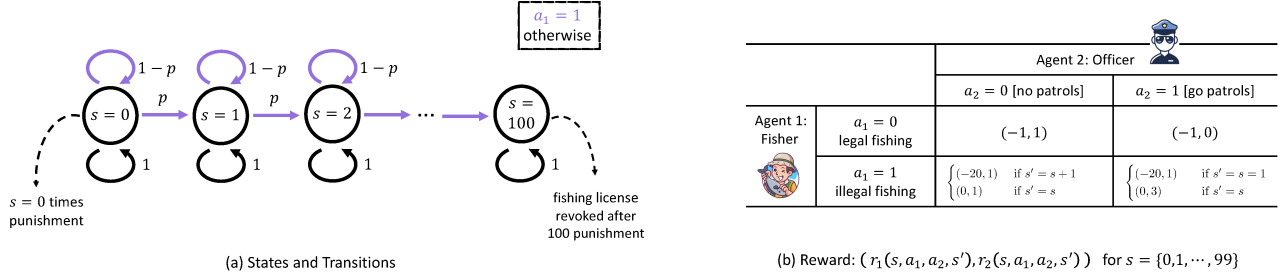 a₁ = 1
otherwise
1 − p
1 − p
1 − p
p
p
s = 0
s = 1
s = 2
...
s =
100
1
1
1
1
s = 0 times
punishment
fishing license
revoked after
100 punishment
(a) States and Transitions
Agent 2: Officer
a₂ = 0 [no patrols]
a₂ = 1 [go patrols]
Agent 1:
Fisher
a₁ = 0
legal fishing
(−1, 1)
(−1, 0)
a₁ = 1
illegal fishing
{(−20, 1) if s′ = s + 1
(0, 1) if s′ = s
{(−20, 1) if s′ = s = 1
(0, 3) if s′ = s
(b) Reward: (r₁(s, a₁, a₂, s′), r₂(s, a₁, a₂, s′)) for s = {0,1, ⋯ , 99}